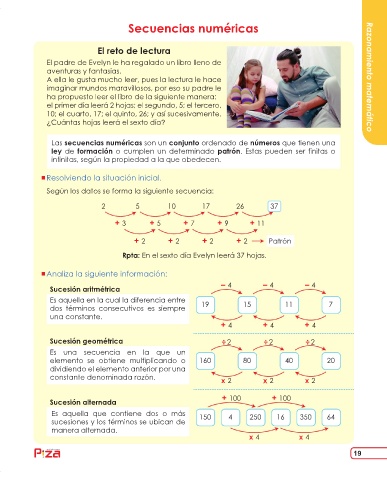 Secuencias numéricas
Razonamiento matemático
El reto de lectura
El padre de Evelyn le ha regalado un libro lleno de
aventuras y fantasías.
A ella le gusta mucho leer, pues la lectura le hace
imaginar mundos maravillosos, por eso su padre le
ha propuesto leer el libro de la siguiente manera:
el primer día leerá 2 hojas; el segundo, 5; el tercero,
10; el cuarto, 17; el quinto, 26; y así sucesivamente.
¿Cuántas hojas leerá el sexto día?
Las secuencias numéricas son un conjunto ordenado de números que tienen una
ley de formación o cumplen un determinado patrón. Estas pueden ser finitas o
infinitas, según la propiedad a la que obedecen.
Resolviendo la situación inicial.
Según los datos se forma la siguiente secuencia:
2 5 10 17 26 37
+ 3 + 5 + 7 + 9 + 11
+ 2 + 2 + 2 + 2 Patrón
Rpta: En el sexto día Evelyn leerá 37 hojas.
Analiza la siguiente información:
Sucesión aritmética
Es aquella en la cual la diferencia entre
dos términos consecutivos es siempre
una constante.
– 4 – 4 – 4
19 15 11 7
+ 4 + 4 + 4
Sucesión geométrica
Es una secuencia en la que un
elemento se obtiene multiplicando o
dividiendo el elemento anterior por una
constante denominada razón.
÷2 ÷2 ÷2
160 80 40 20
x 2 x 2 x 2
Sucesión alternada
Es aquella que contiene dos o más
sucesiones y los términos se ubican de
manera alternada.
+ 100 + 100
150 4 250 16 350 64
x 4 x 4
Pizza
19